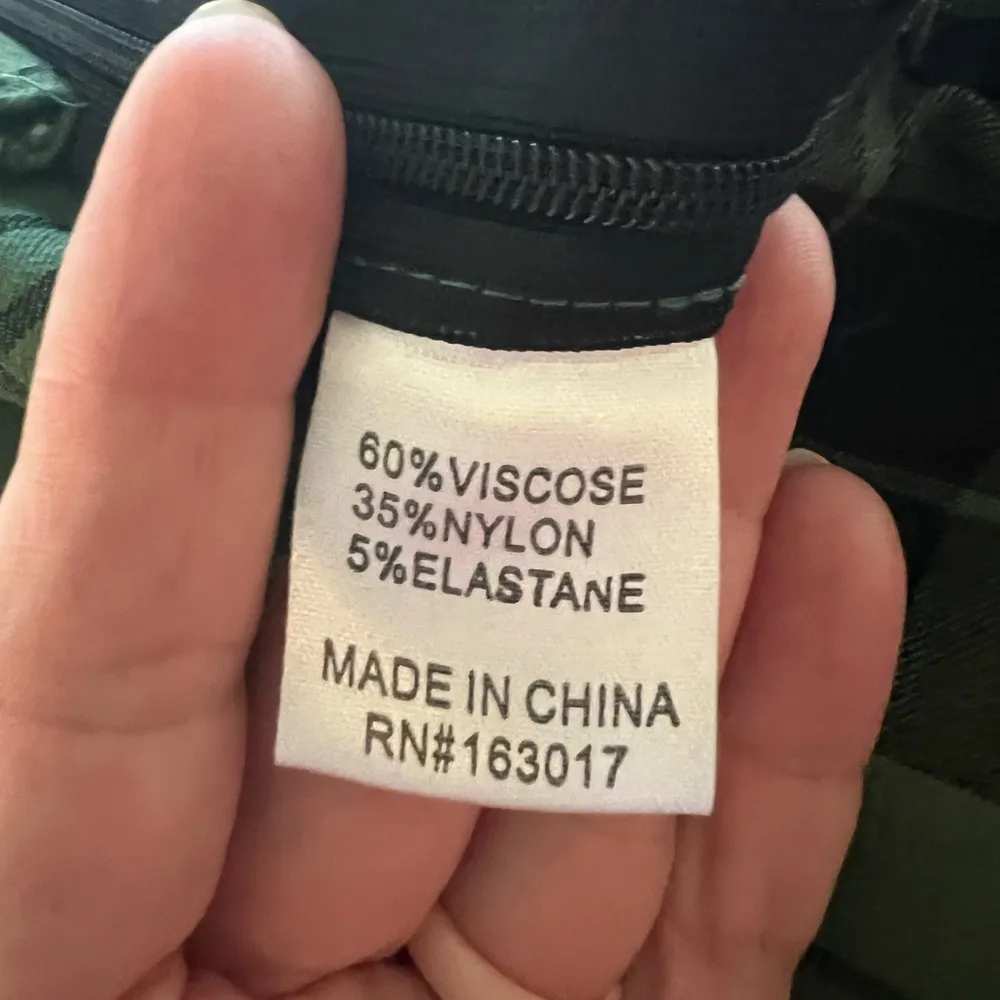 60%VISCOSE
35%NYLON
5%ELASTANE
MADE IN CHINA
RN#163017